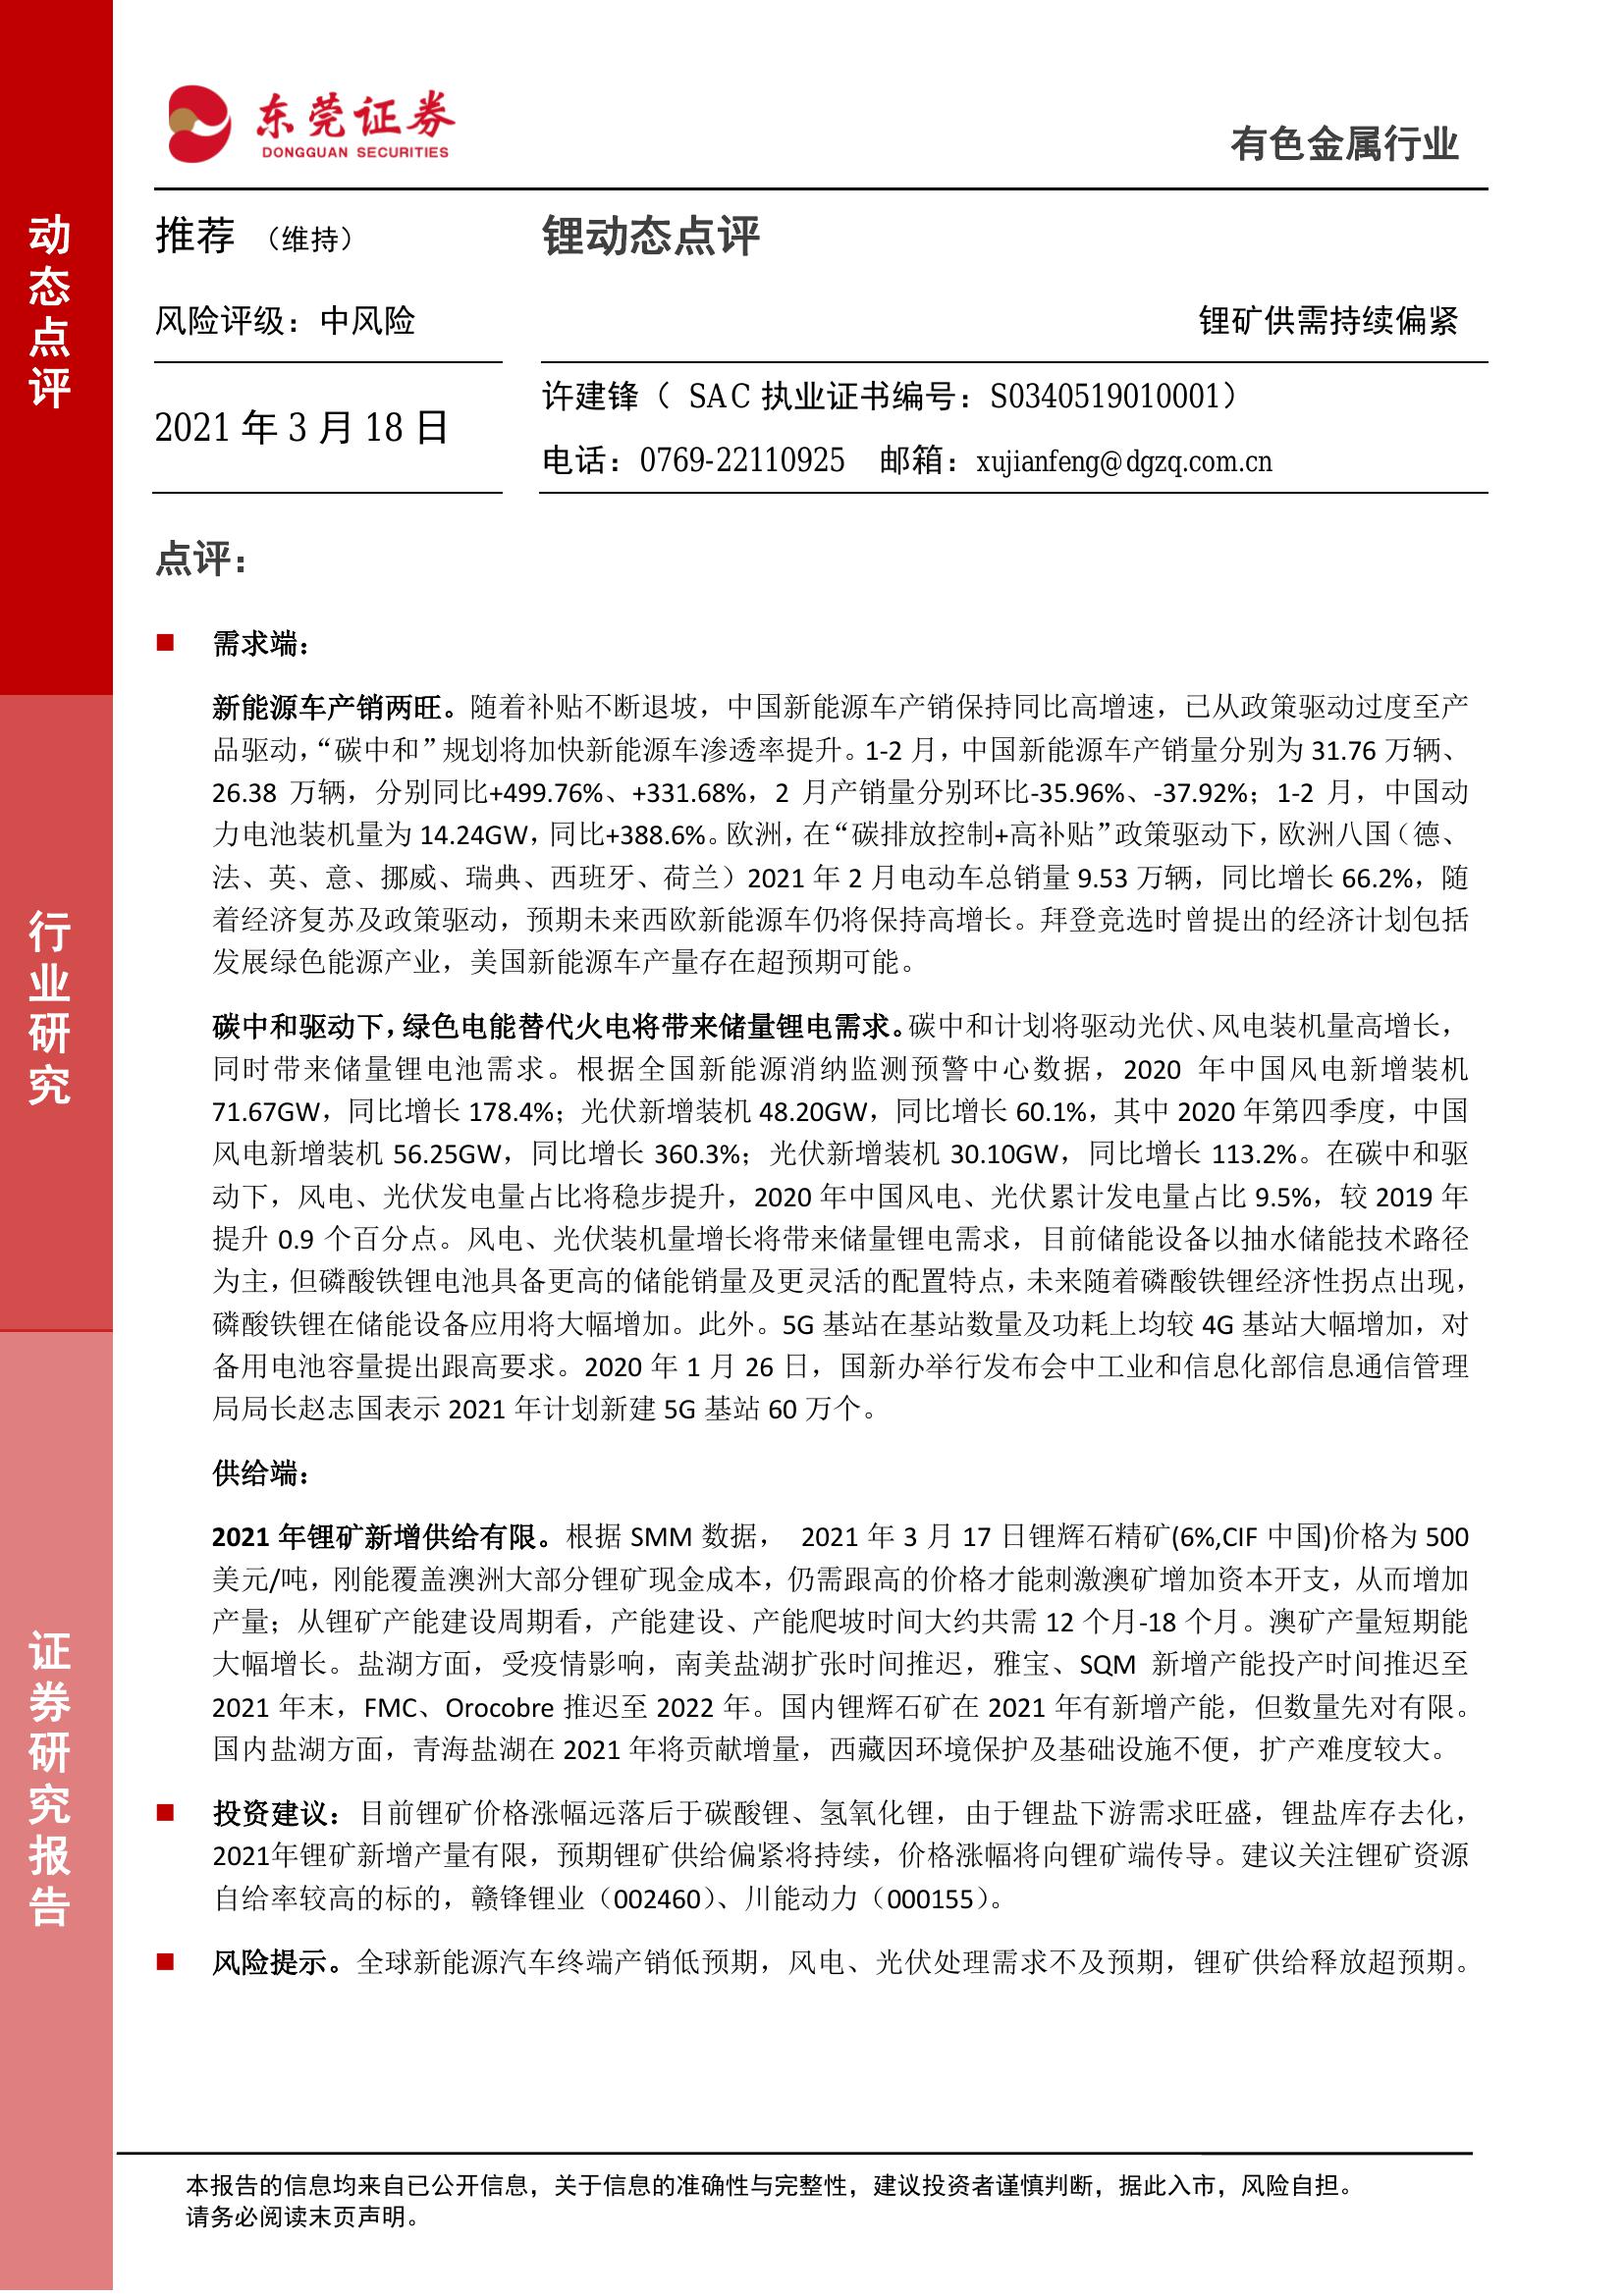 东莞证券
DONGGUAN SECURITIES
有色金属行业
动态点评
行业研究
证券研究报告
推荐 （维持）
锂动态点评
风险评级：中风险
锂矿供需持续偏紧
2021 年 3 月 18 日
许建锋（ SAC 执业证书编号：S0340519010001）
电话：0769-22110925 邮箱：xujianfeng@dgzq.com.cn
点评：
■ 需求端：
新能源车产销两旺。随着补贴不断退坡，中国新能源车产销保持同比高增速，已从政策驱动过度至产
品驱动，“碳中和”规划将加快新能源车渗透率提升。1-2 月，中国新能源车产销量分别为 31.76 万辆、
26.38 万辆，分别同比+499.76%、+331.68%，2 月产销量分别环比-35.96%、-37.92%；1-2 月，中国动
力电池装机量为 14.24GW，同比+388.6%。欧洲，在“碳排放控制+高补贴”政策驱动下，欧洲八国（德、
法、英、意、挪威、瑞典、西班牙、荷兰）2021 年 2 月电动车总销量 9.53 万辆，同比增长 66.2%，随
着经济复苏及政策驱动，预期未来西欧新能源车仍将保持高增长。拜登竞选时曾提出的经济计划包括
发展绿色能源产业，美国新能源车产量存在超预期可能。
碳中和驱动下，绿色电能替代火电将带来储量锂电需求。碳中和计划将驱动光伏、风电装机量高增长，
同时带来储量锂电池需求。根据全国新能源消纳监测预警中心数据，2020 年中国风电新增装机
71.67GW，同比增长 178.4%；光伏新增装机 48.20GW，同比增长 60.1%，其中 2020 年第四季度，中国
风电新增装机 56.25GW，同比增长 360.3%；光伏新增装机 30.10GW，同比增长 113.2%。在碳中和驱
动下，风电、光伏发电量占比将稳步提升，2020 年中国风电、光伏累计发电量占比 9.5%，较 2019 年
提升 0.9 个百分点。风电、光伏装机量增长将带来储量锂电需求，目前储能设备以抽水储能技术路径
为主，但磷酸铁锂电池具备更高的储能销量及更灵活的配置特点，未来随着磷酸铁锂经济性拐点出现，
磷酸铁锂在储能设备应用将大幅增加。此外。5G 基站在基站数量及功耗上均较 4G 基站大幅增加，对
备用电池容量提出跟高要求。2020 年 1 月 26 日，国新办举行发布会中工业和信息化部信息通信管理
局局长赵志国表示 2021 年计划新建 5G 基站 60 万个。
供给端：
2021 年锂矿新增供给有限。根据 SMM 数据， 2021 年 3 月 17 日锂辉石精矿(6%,CIF 中国)价格为 500
美元/吨，刚能覆盖澳洲大部分锂矿现金成本，仍需跟高的价格才能刺激澳矿增加资本开支，从而增加
产量；从锂矿产能建设周期看，产能建设、产能爬坡时间大约共需 12 个月-18 个月。澳矿产量短期能
大幅增长。盐湖方面，受疫情影响，南美盐湖扩张时间推迟，雅宝、SQM 新增产能投产时间推迟至
2021 年末，FMC、Orocobre 推迟至 2022 年。国内锂辉石矿在 2021 年有新增产能，但数量先对有限。
国内盐湖方面，青海盐湖在 2021 年将贡献增量，西藏因环境保护及基础设施不便，扩产难度较大。
■ 投资建议：目前锂矿价格涨幅远落后于碳酸锂、氢氧化锂，由于锂盐下游需求旺盛，锂盐库存去化，
2021年锂矿新增产量有限，预期锂矿供给偏紧将持续，价格涨幅将向锂矿端传导。建议关注锂矿资源
自给率较高的标的，赣锋锂业（002460）、川能动力（000155）。
■ 风险提示。全球新能源汽车终端产销低预期，风电、光伏处理需求不及预期，锂矿供给释放超预期。
本报告的信息均来自已公开信息，关于信息的准确性与完整性，建议投资者谨慎判断，据此入市，风险自担。
请务必阅读末页声明。